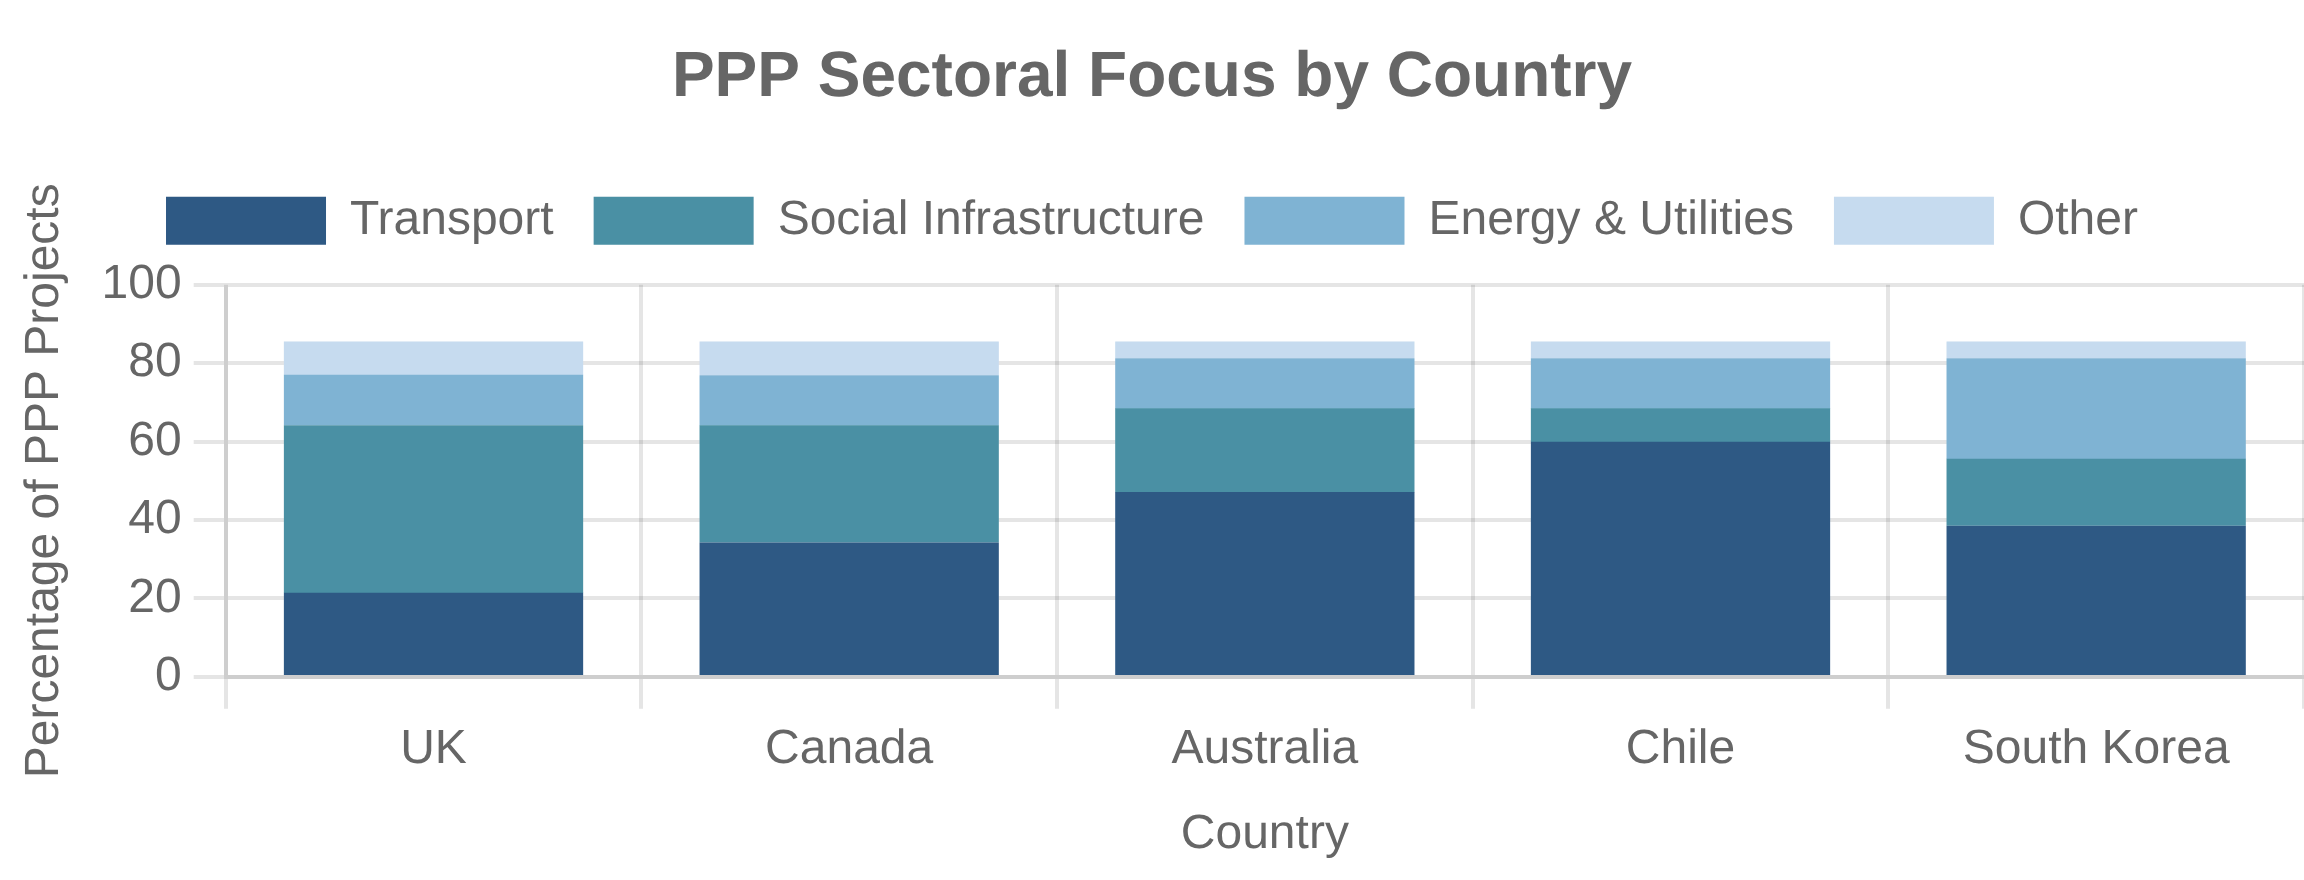 PPP Sectoral Focus by Country
Transport
Social Infrastructure
Energy & Utilities
Other
Percentage of PPP Projects
100
80
60
40
20
0
UK
Canada
Australia
Chile
South Korea
Country